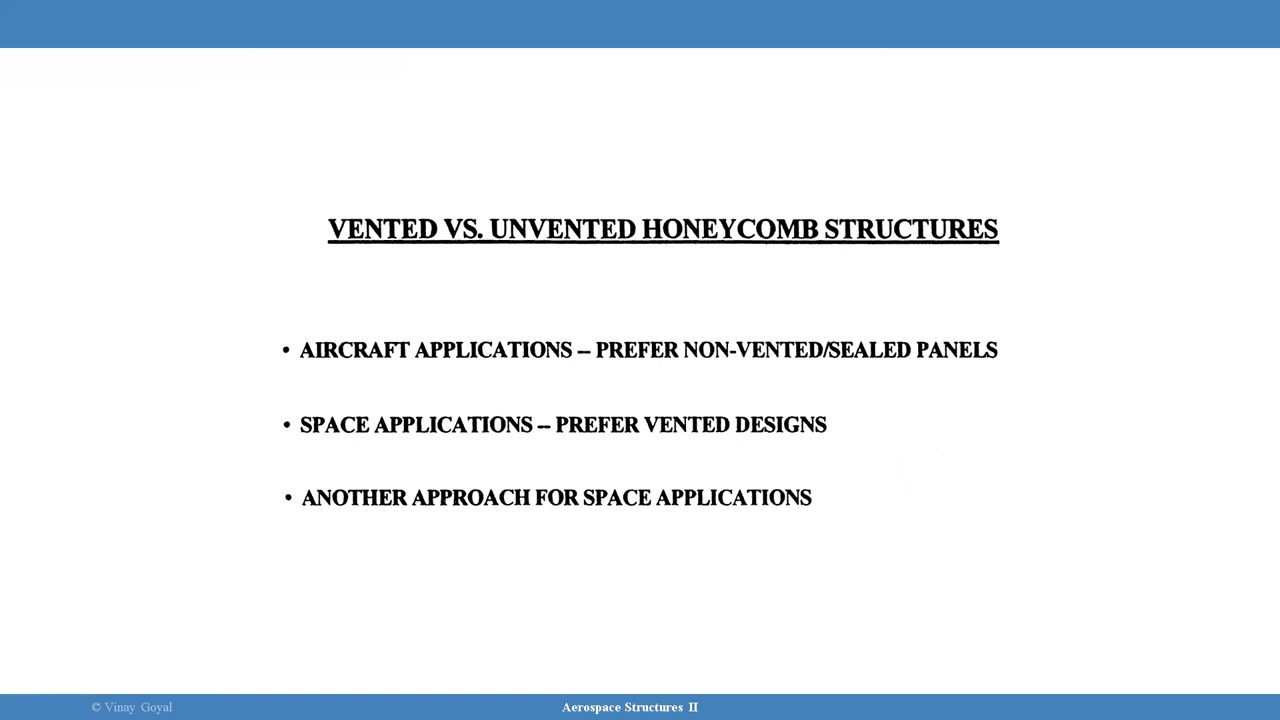 VENTED VS. UNVENTED HONEYCOMB STRUCTURES
• AIRCRAFT APPLICATIONS -- PREFER NON-VENTED/SEALED PANELS
• SPACE APPLICATIONS -- PREFER VENTED DESIGNS
• ANOTHER APPROACH FOR SPACE APPLICATIONS
© Vinay Goyal
Aerospace Structures II